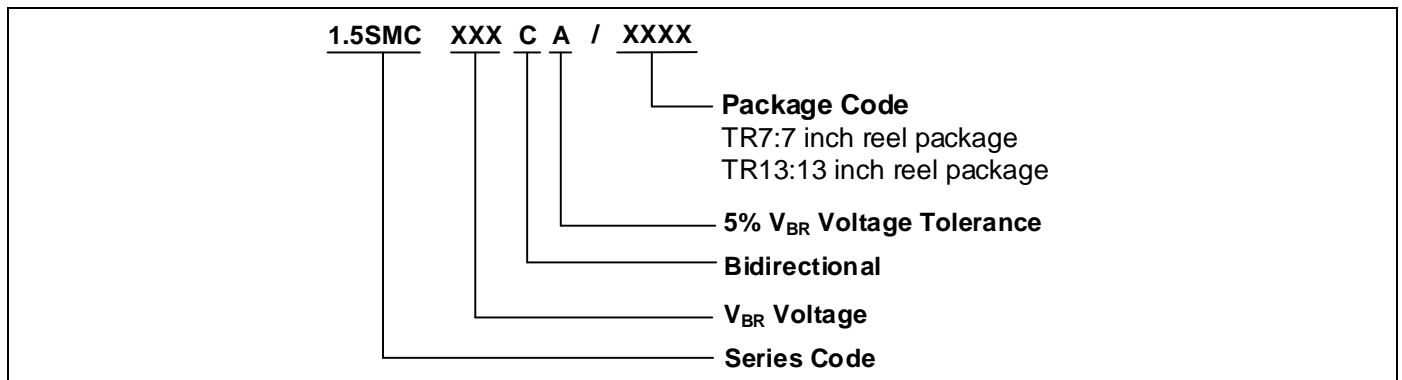 1.5SMC XXX C A / XXXX
Package Code
TR7:7 inch reel package
TR13:13 inch reel package
5% VBR Voltage Tolerance
Bidirectional
VBR Voltage
Series Code